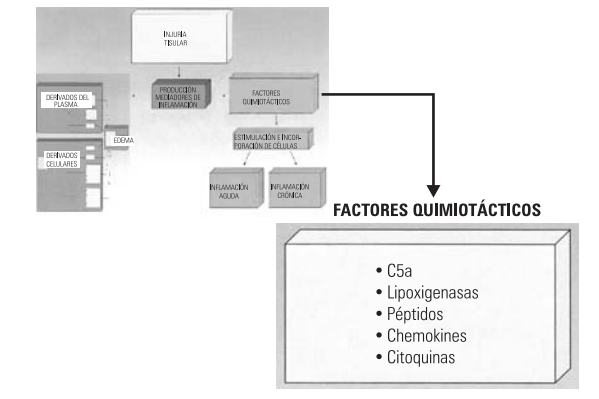 INJURIA
TISULAR
DERIVADOS DEL
PLASMA
PRODUCCIÓN
MEDIADORES DE
INFLAMACIÓN
FACTORES
QUIMIOTÁCTICOS
EDEMA
ESTIMULACIÓN E INCOR-
PORACIÓN DE CÉLULAS
DERIVADOS
CELULARES
INFLAMACIÓN
AGUDA
INFLAMACIÓN
CRÓNICA
FACTORES QUIMIOTÁCTICOS
• C5a
• Lipoxigenasas
• Péptidos
• Chemokines
• Citoquinas